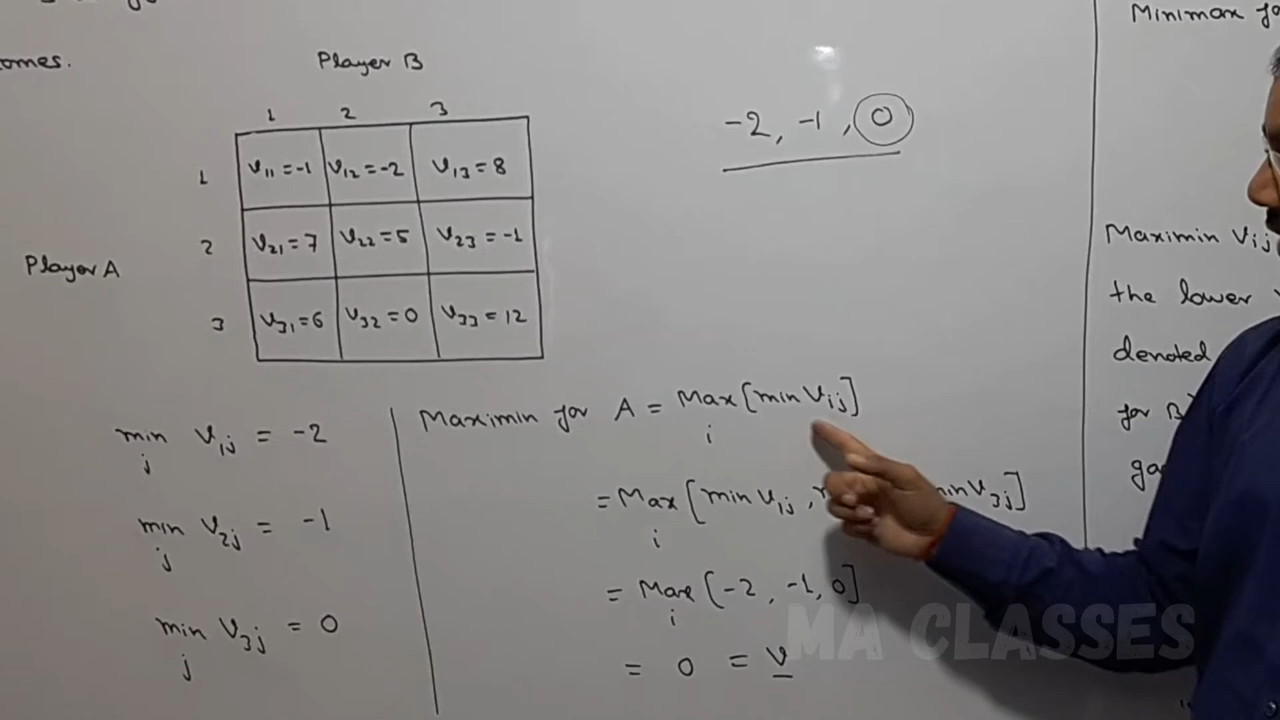 omes.
Player B
1 2 3
1 V₁₁ = -1 V₁₂ = -2 V₁₃ = 8
2 V₂₁ = 7 V₂₂ = 5 V₂₃ = -1
3 V₃₁ = 6 V₃₂ = 0 V₃₃ = 12
Player A
-2, -1, 0
min V₁ⱼ = -2
j
min V₂ⱼ = -1
j
min V₃ⱼ = 0
j
Maximin for A = Max [min Vᵢⱼ]
i
= Max [min V₁ⱼ, min V₃ⱼ]
i
= Max [-2, -1, 0]
i
= 0 = V
Minimax for
Maximin Vᵢⱼ
the lower
denoted
for B
ga
MA CLASSES